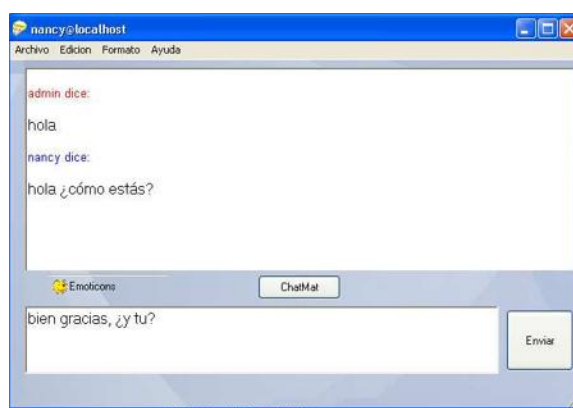 nancy@localhost
Archivo Edicion Formato Ayuda
admin dice:
hola
nancy dice:
hola ¿cómo estás?
Emoticons ChatMat
bien gracias, ¿y tu?
Enviar